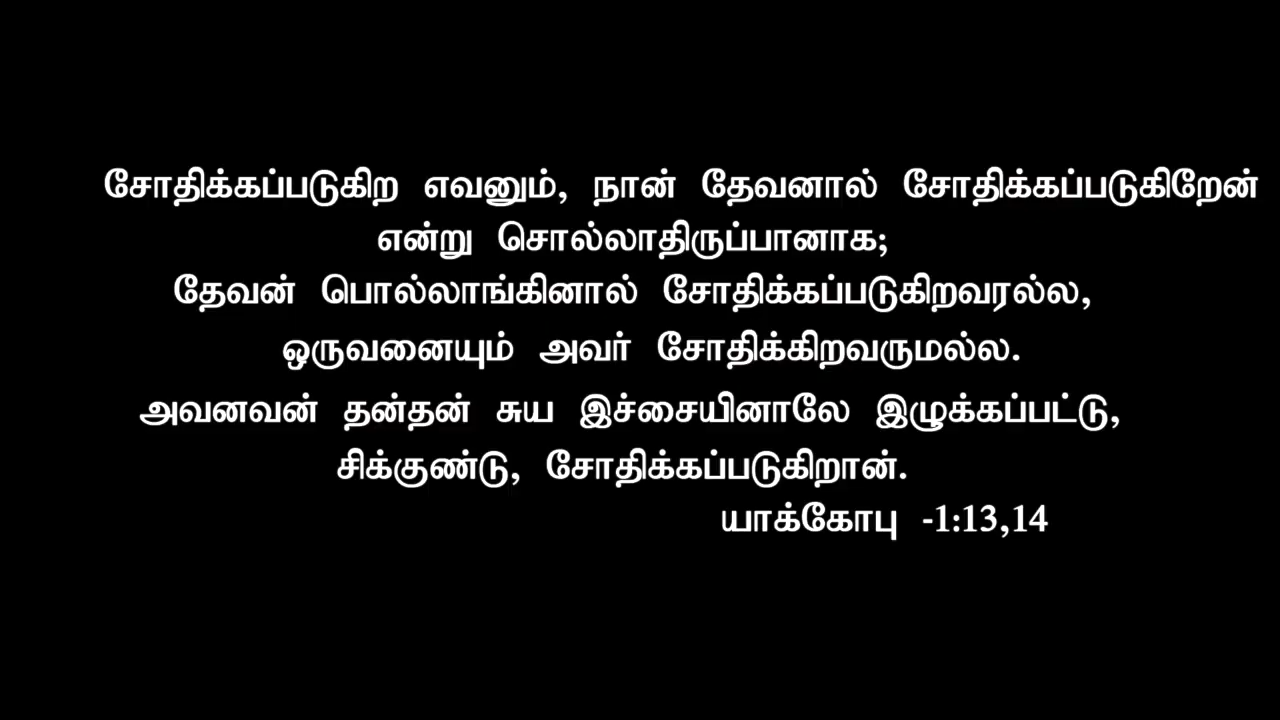 சோதிக்கப்படுகிற எவனும், நான் தேவனால் சோதிக்கப்படுகிறேன்
என்று சொல்லாதிருப்பானாக;
தேவன் பொல்லாங்கினால் சோதிக்கப்படுகிறவரல்ல,
ஒருவனையும் அவர் சோதிக்கிறவருமல்ல.
அவனவன் தன்தன் சுய இச்சையினாலே இழுக்கப்பட்டு,
சிக்குண்டு, சோதிக்கப்படுகிறான்.
யாக்கோபு -1:13,14